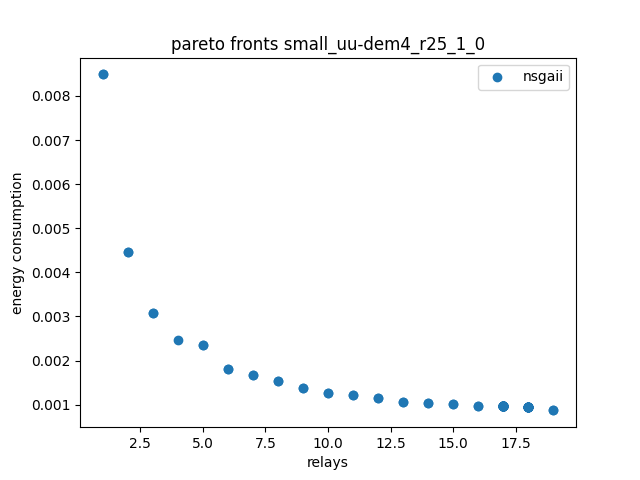 pareto fronts small_uu-dem4_r25_1_0
nsgaii
0.008
0.007
0.006
0.005
0.004
0.003
0.002
0.001
energy consumption
2.5 5.0 7.5 10.0 12.5 15.0 17.5
relays